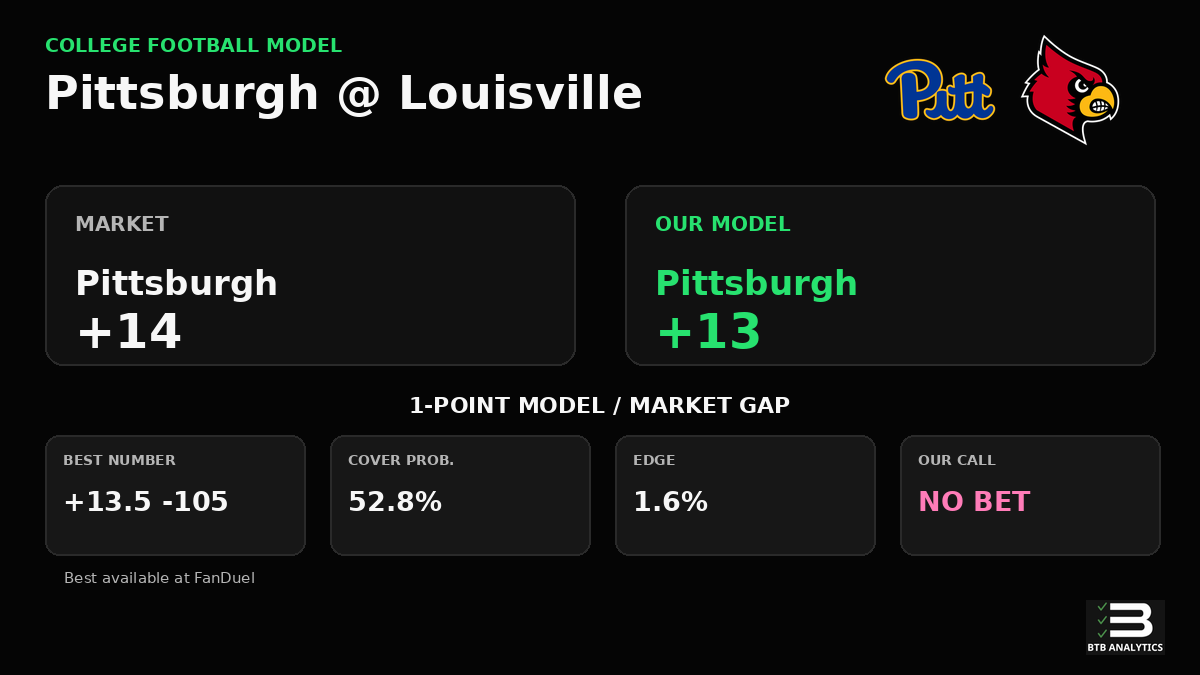 COLLEGE FOOTBALL MODEL
Pittsburgh @ Louisville
Pitt
MARKET
Pittsburgh
+14
OUR MODEL
Pittsburgh
+13
1-POINT MODEL / MARKET GAP
BEST NUMBER
+13.5 -105
COVER PROB.
52.8%
EDGE
1.6%
OUR CALL
NO BET
Best available at FanDuel
B
BTB ANALYTICS